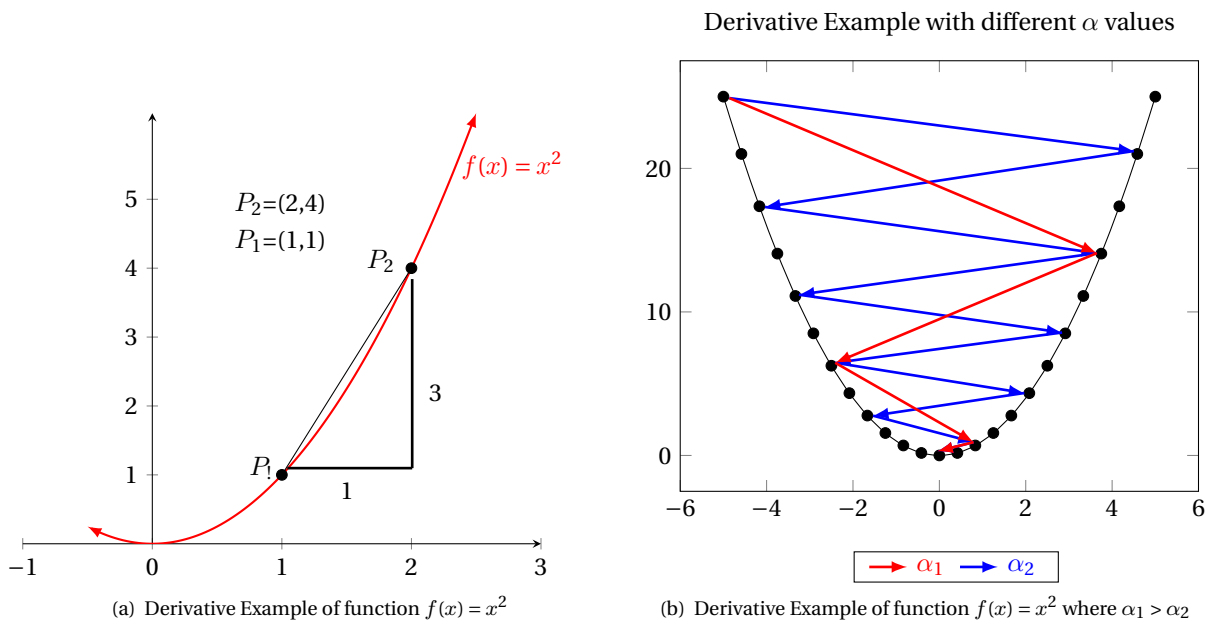 Derivative Example with different α values
f(x) = x²
P₂=(2,4)
P₁=(1,1)
P₂
P!
3
1
5
4
3
2
1
−1
0
1
2
3
20
10
0
−6
−4
−2
0
2
4
6
α₁ α₂
(a) Derivative Example of function f(x) = x²
(b) Derivative Example of function f(x) = x² where α₁ > α₂